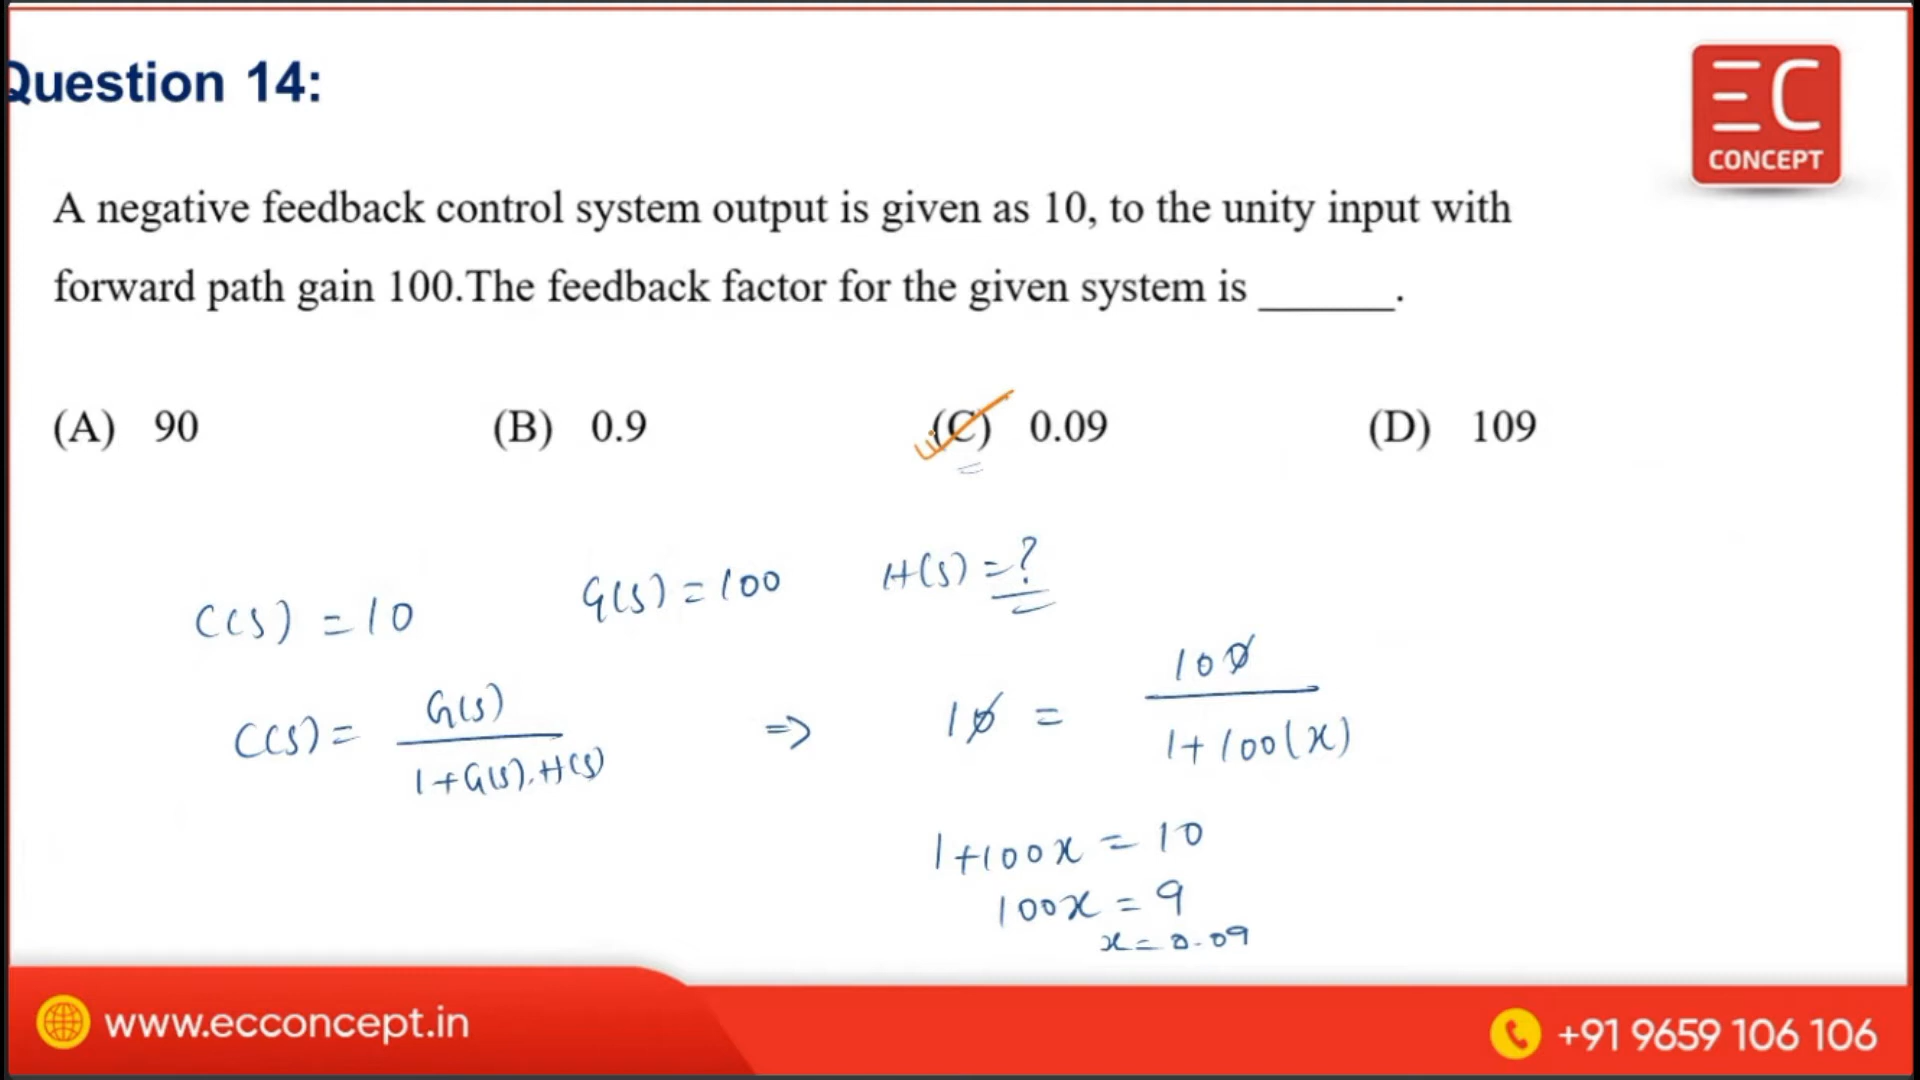 Question 14:
EC
CONCEPT
A negative feedback control system output is given as 10, to the unity input with
forward path gain 100.The feedback factor for the given system is ______.
(A) 90 (B) 0.9 (C) 0.09 (D) 109
C(s) = 10 G(s) = 100 H(s) = ?
C(s) = G(s) / 1+G(s).H(s) => 10 = 100 / 1+100(x)
1+100x = 10
100x = 9
x = 0.09
www.ecconcept.in +91 9659 106 106